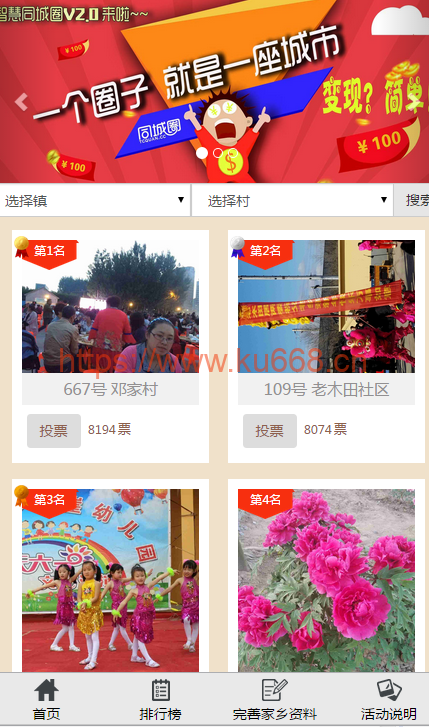 智慧同城圈V2.0 来啦~~
一个圈子 就是一座城市
变现? 简单
同城圈
TCQUAN.CC
¥100
¥100
¥100
选择镇
选择村
搜索
第1名
第2名
https://www.ku668.cn
667号 邓家村
109号 老木田社区
投票 8194票
投票 8074票
第3名
第4名
幼儿园
六一
首页
排行榜
完善家乡资料
活动说明